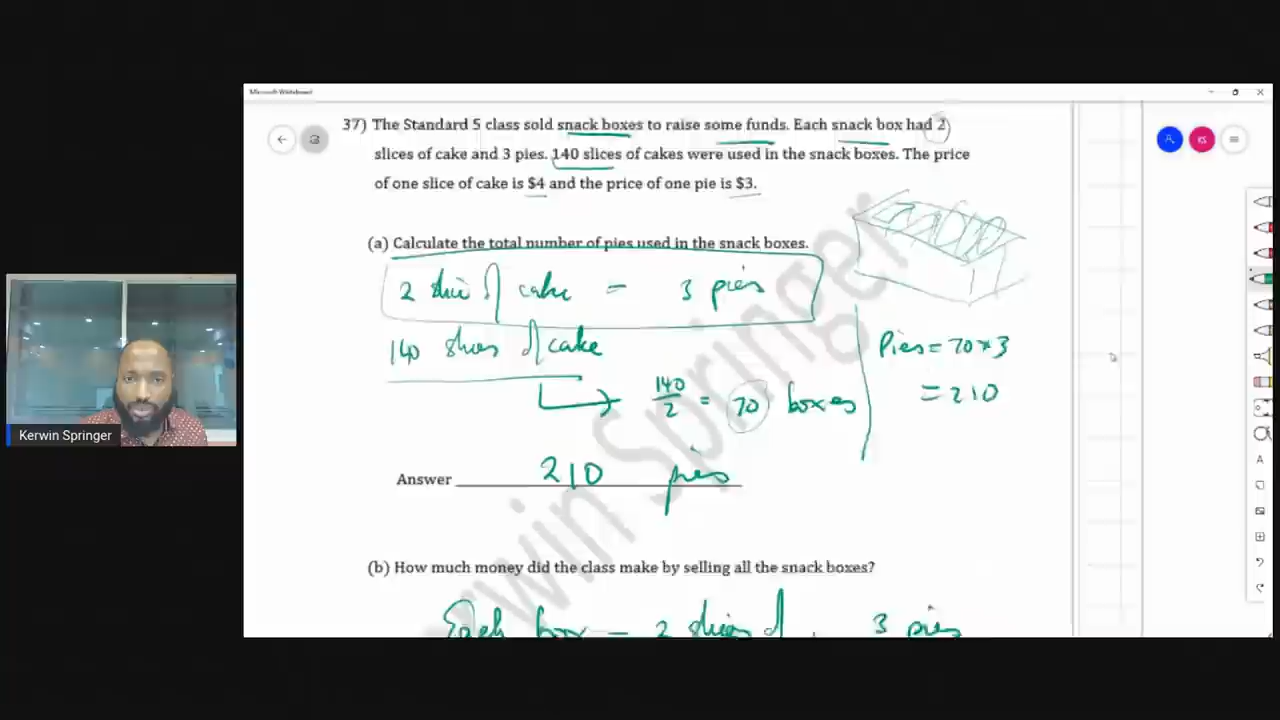 Microsoft Whiteboard
37) The Standard 5 class sold snack boxes to raise some funds. Each snack box had 2
slices of cake and 3 pies. 140 slices of cakes were used in the snack boxes. The price
of one slice of cake is $4 and the price of one pie is $3.
(a) Calculate the total number of pies used in the snack boxes.
2 slice of cake = 3 pies
140 slices of cake
140/2 = 70 boxes
Pies = 70 × 3
= 210
Answer 210 pies
(b) How much money did the class make by selling all the snack boxes?
Each box = 2 slices of 3 pies
Kerwin Springer
Kerwin Springer